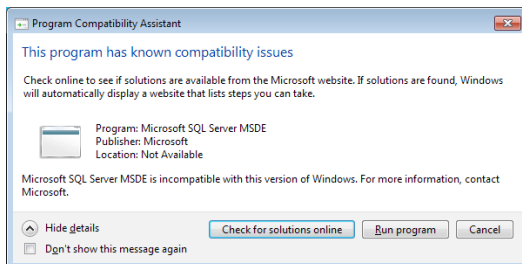 Program Compatibility Assistant
This program has known compatibility issues
Check online to see if solutions are available from the Microsoft website. If solutions are found, Windows
will automatically display a website that lists steps you can take.
Program: Microsoft SQL Server MSDE
Publisher: Microsoft
Location: Not Available
Microsoft SQL Server MSDE is incompatible with this version of Windows. For more information, contact
Microsoft.
Hide details Check for solutions online Run program Cancel
Don't show this message again